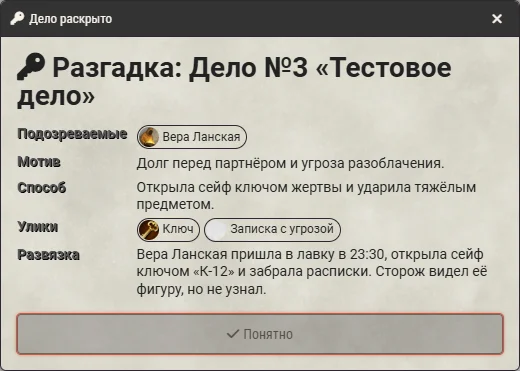 Дело раскрыто
Разгадка: Дело №3 «Тестовое
дело»
Подозреваемые Вера Ланская
Мотив Долг перед партнёром и угроза разоблачения.
Способ Открыла сейф ключом жертвы и ударила тяжёлым
предметом.
Улики Ключ Записка с угрозой
Развязка Вера Ланская пришла в лавку в 23:30, открыла сейф
ключом «К-12» и забрала расписки. Сторож видел её
фигуру, но не узнал.
Понятно